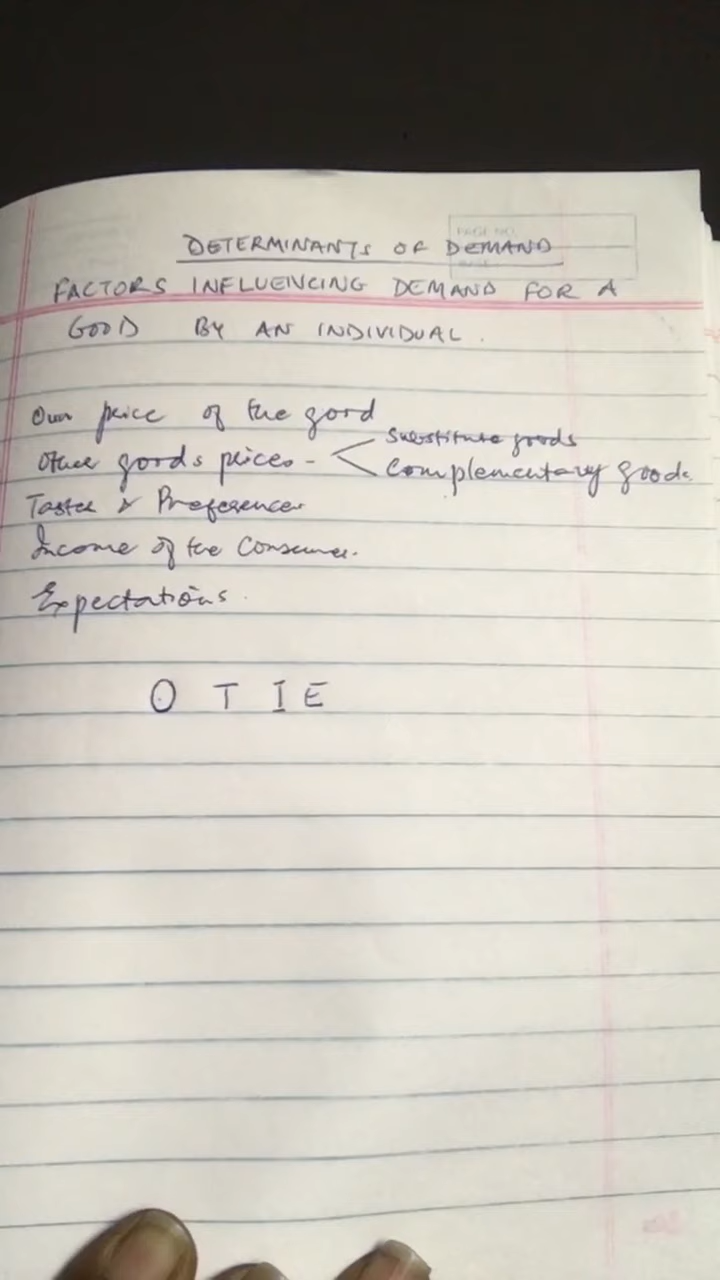 DETERMINANTS OF DEMAND
FACTORS INFLUENCING DEMAND FOR A
GOOD BY AN INDIVIDUAL.
Own price of the good
Other goods prices - Substitute goods
Complementary goods.
Tastes & Preferences
Income of the Consumer.
Expectations.
O T I E